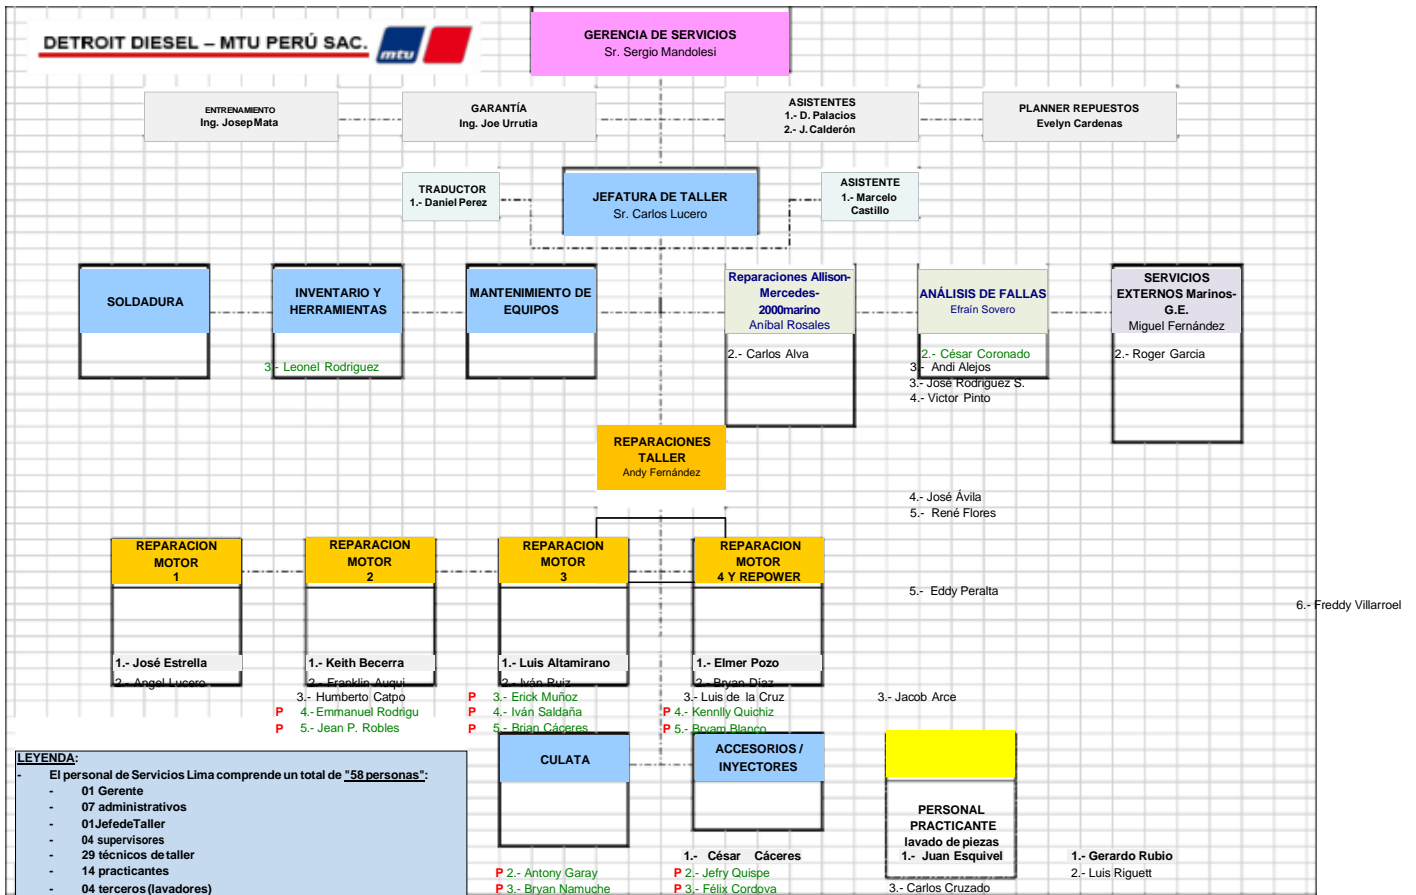 DETROIT DIESEL – MTU PERÚ SAC.
mtu
GERENCIA DE SERVICIOS
Sr. Sergio Mandolesi
ENTRENAMIENTO
Ing. JosepMata
GARANTÍA
Ing. Joe Urrutia
ASISTENTES
1.- D. Palacios
2.- J. Calderón
PLANNER REPUESTOS
Evelyn Cardenas
TRADUCTOR
1.- Daniel Perez
JEFATURA DE TALLER
Sr. Carlos Lucero
ASISTENTE
1.- Marcelo
Castillo
SOLDADURA
INVENTARIO Y
HERRAMIENTAS
3.- Leonel Rodriguez
MANTENIMIENTO DE
EQUIPOS
Reparaciones Allison-
Mercedes-
2000marino
Aníbal Rosales
2.- Carlos Alva
ANÁLISIS DE FALLAS
Efraín Sovero
2.- César Coronado
3.- Andi Alejos
3.- José Rodriguez S.
4.- Victor Pinto
SERVICIOS
EXTERNOS Marinos-
G.E.
Miguel Fernández
2.- Roger Garcia
REPARACIONES
TALLER
Andy Fernández
4.- José Ávila
5.- René Flores
5.- Eddy Peralta
6.- Freddy Villarroel
REPARACION
MOTOR
1
1.- José Estrella
2.- Angel Lucero
REPARACION
MOTOR
2
1.- Keith Becerra
2.- Franklin Auqui
3.- Humberto Catpo
P 4.- Emmanuel Rodrigu
P 5.- Jean P. Robles
REPARACION
MOTOR
3
1.- Luis Altamirano
2.- Iván Ruiz
P 3.- Erick Muñoz
P 4.- Iván Saldaña
P 5.- Brian Cáceres
REPARACION
MOTOR
4 Y REPOWER
1.- Elmer Pozo
2.- Bryan Díaz
3.- Luis de la Cruz
P 4.- Kennlly Quichiz
P 5.- Bryam Blanco
3.- Jacob Arce
LEYENDA:
- El personal de Servicios Lima comprende un total de "58 personas":
- 01 Gerente
- 07 administrativos
- 01JefedeTaller
- 04 supervisores
- 29 técnicos de taller
- 14 practicantes
- 04 terceros (lavadores)
CULATA
P 2.- Antony Garay
P 3.- Bryan Namuche
ACCESORIOS /
INYECTORES
1.- César Cáceres
P 2.- Jefry Quispe
P 3.- Félix Cordova
PERSONAL
PRACTICANTE
lavado de piezas
1.- Juan Esquivel
3.- Carlos Cruzado
1.- Gerardo Rubio
2.- Luis Riguett